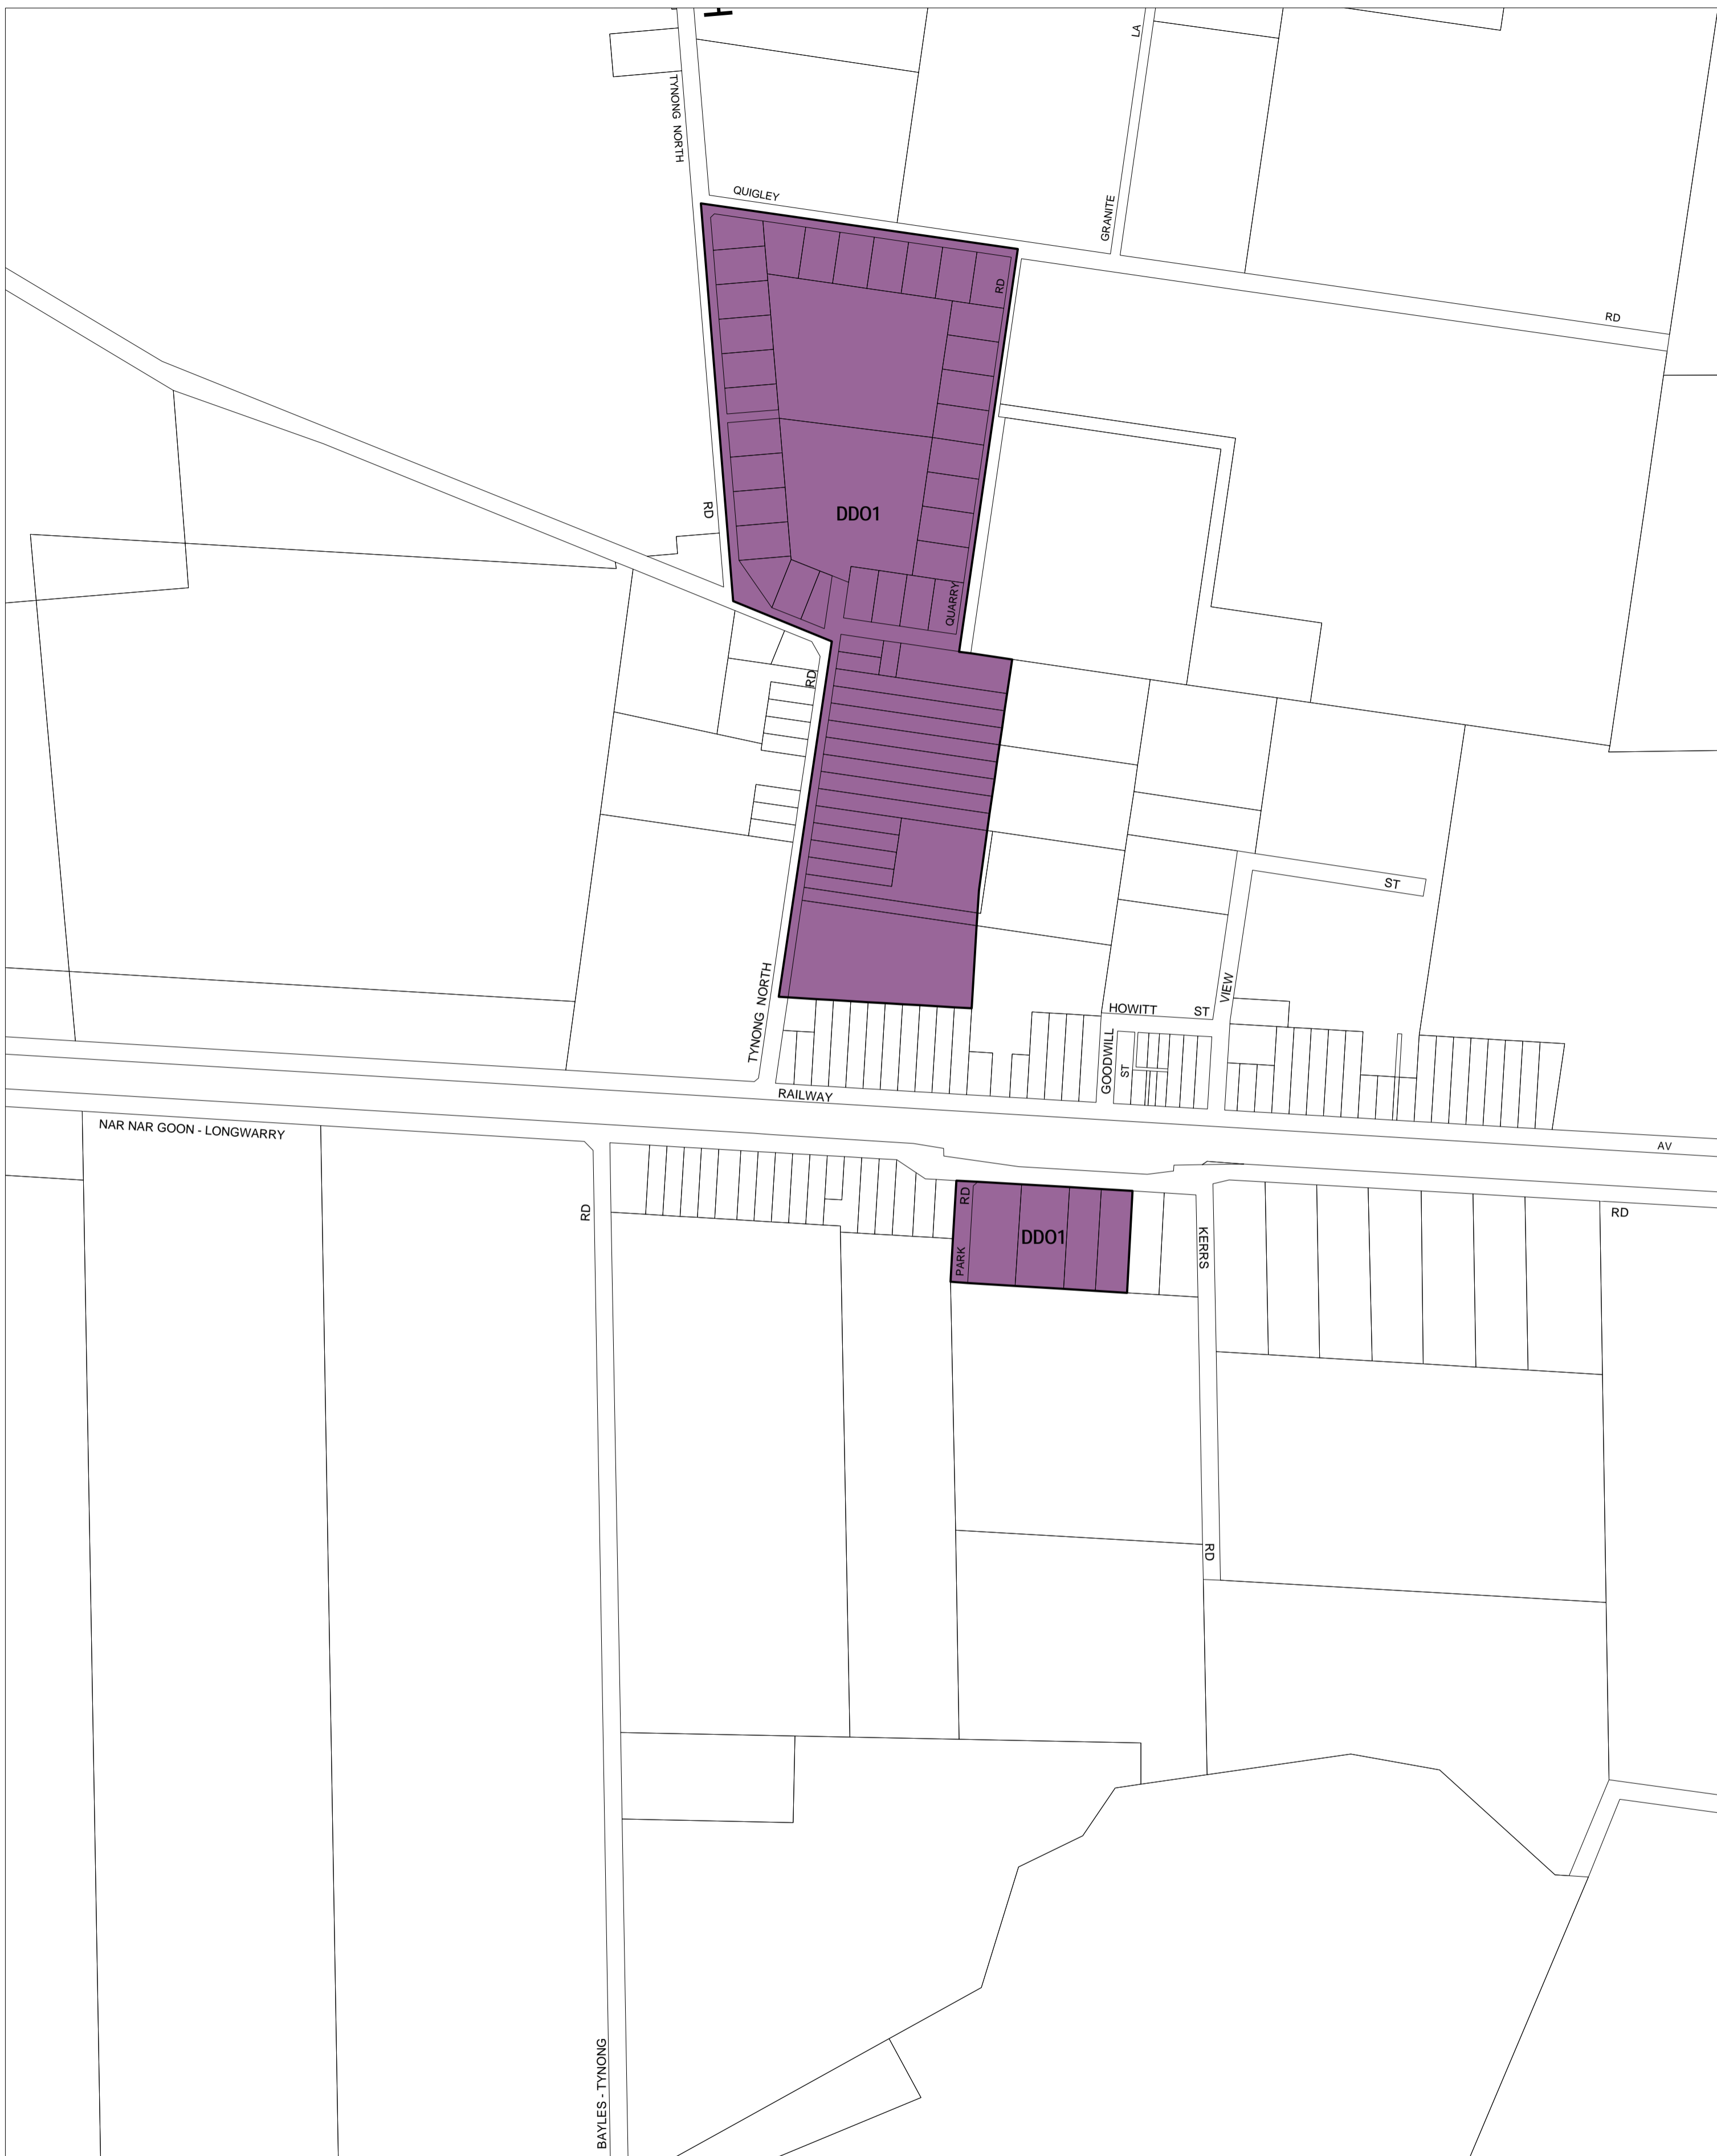 LA
TYNONG NORTH
QUIGLEY
GRANITE
RD
RD
RD
DDO1
QUARRY
RD
ST
TYNONG NORTH
VIEW
HOWITT ST
GOODWILL
ST
RAILWAY
NAR NAR GOON - LONGWARRY
AV
RD
PARK
RD
DDO1
KERRS
RD
RD
BAYLES - TYNONG